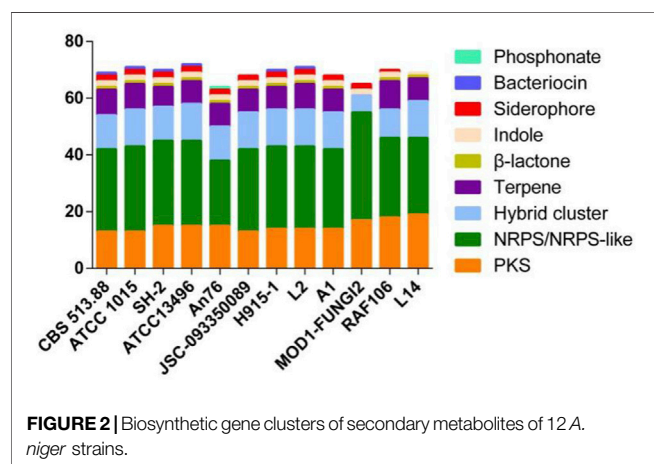 80
60
40
20
0
CBS 513.88
ATCC 1015
SH-2
ATCC13496
An76
JSC-093350089
H915-1
L2
A1
MOD1-FUNGI2
RAF106
L14
Phosphonate
Bacteriocin
Siderophore
Indole
β-lactone
Terpene
Hybrid cluster
NRPS/NRPS-like
PKS
FIGURE 2 | Biosynthetic gene clusters of secondary metabolites of 12 A.
niger strains.